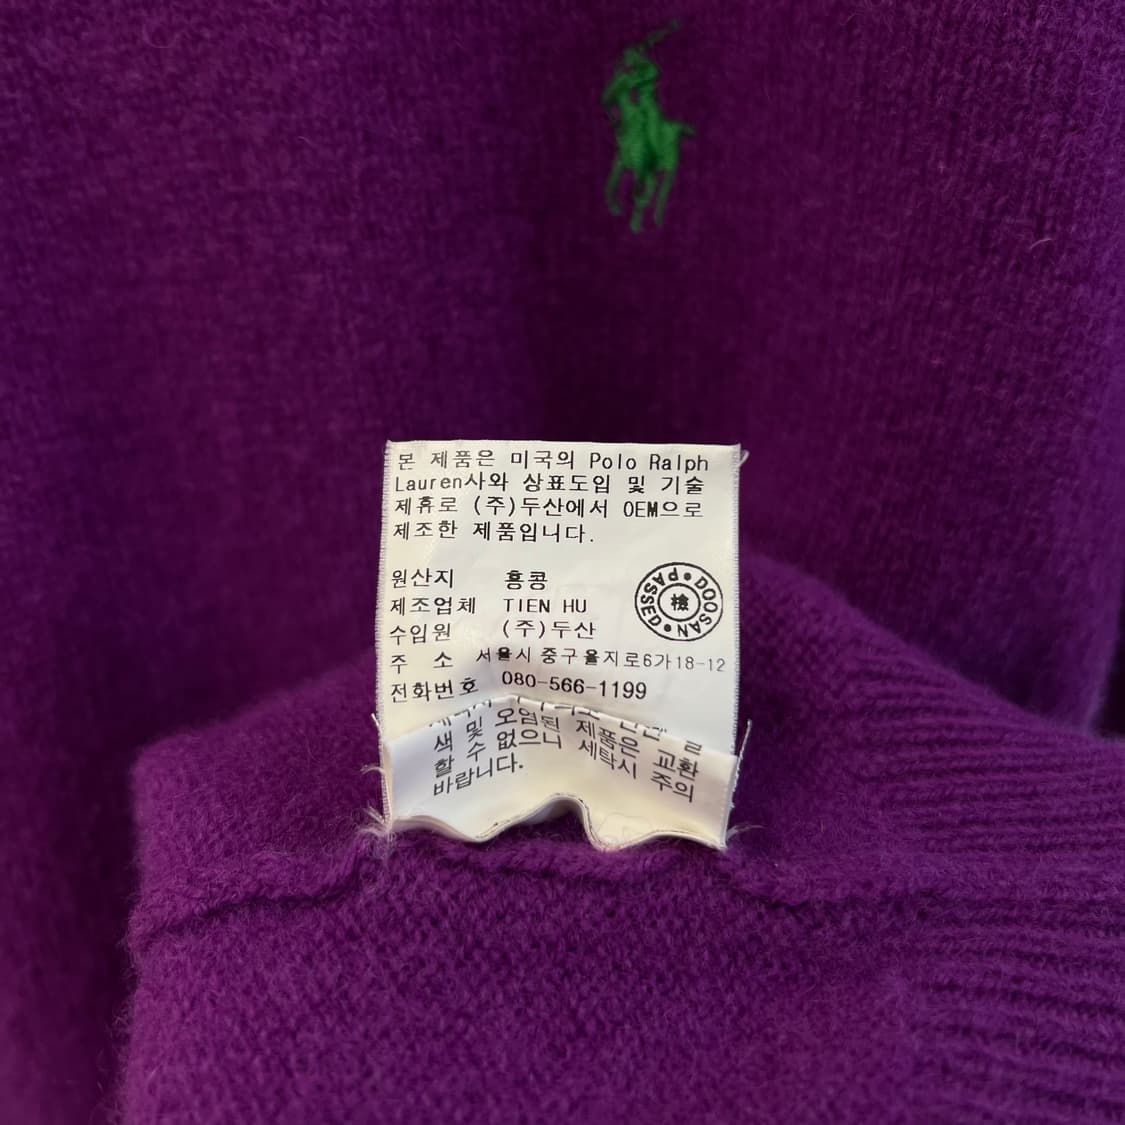 본 제품은 미국의 Polo Ralph
Lauren사와 상표도입 및 기술
제휴로 (주)두산에서 OEM으로
제조한 제품입니다.
원산지 홍콩
제조업체 TIEN HU
수입원 (주)두산
주 소 서울시 중구 을지로6가 18-12
전화번호 080-566-1199
DOOSAN • PASSED •
檢
색 및 오염된 제품은 교환
할 수 없으니 세탁시 주의
바랍니다.